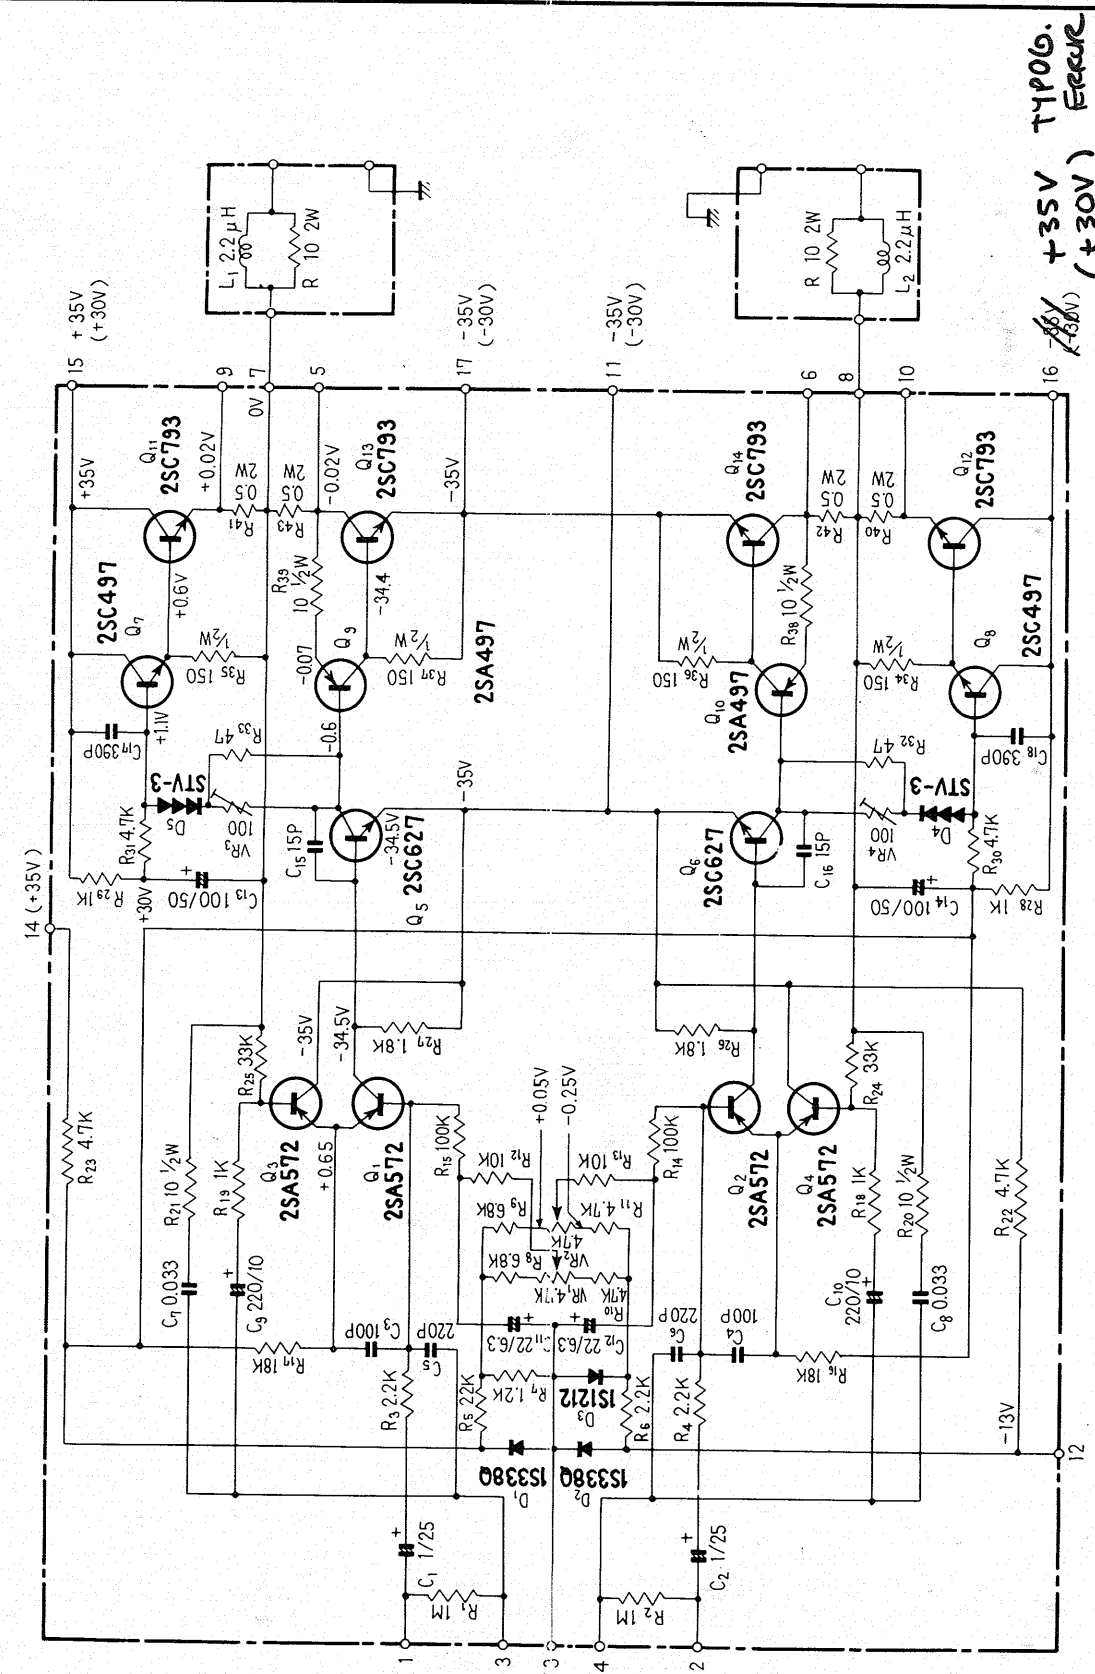 TYPOG.
ERROR
+35V
(+30V)
-35V
(-30V)
15
+35V
(+30V)
L1 2.2μH
R 10 2W
-35V
(-30V)
17
11
-35V
(-30V)
R 10 2W
L2 2.2μH
9
7
0V
5
6
8
10
16
+35V
Q11
2SC793
+0.02V
R41
0.5
2W
R43
0.5
2W
-0.02V
Q13
2SC793
-35V
Q14
2SC793
R42
0.5
2W
R40
0.5
2W
Q12
2SC793
2SC497
Q7
+0.6V
R35 150
1/2W
R39
10 1/2W
-34.4
-0.07
Q9
R37 150
1/2W
2SA497
R36 150
1/2W
R38 10 1/2W
Q10
2SA497
R34 150
1/2W
Q8
2SC497
C17 390P
+1.1V
R33 47
-0.6
R32 47
C18 390P
STV-3
D5
R31 4.7K
100
VR3
C15 15P
-34.5V
-35V
2SC627
Q5
Q6
2SC627
C16 15P
100
VR4
STV-3
D4
R30 4.7K
14 (+35V)
R29 1K
+30V
C13 100/50
C14 100/50
R28 1K
R23 4.7K
R25 33K
-35V
-34.5V
R27 1.8K
R26 1.8K
R24 33K
C7 0.033
R21 10 1/2W
R19 1K
C9 220/10
Q3
2SA572
+0.65
Q1
2SA572
R15 100K
R12 10K
+0.05V
-0.25V
R13 10K
R14 100K
R9 6.8K
R11 4.7K
4.7K
VR2
R8 6.8K
VR1 4.7K
4.7K
R10
Q2
2SA572
Q4
2SA572
R18 1K
R20 10 1/2W
R22 4.7K
C10
220/10
C8 0.033
R17 18K
C3 100P
C5
220P
22/6.3
C12 22/6.3
C6
220P
C4
100P
R16 18K
R3 2.2K
R7 1.2K
D3
1S1212
R6 2.2K
R4 2.2K
-13V
D1
1S338Q
D2
1S338Q
12
C1 1/25
C2 1/25
R1 1M
R2 1M
1
3
4
2